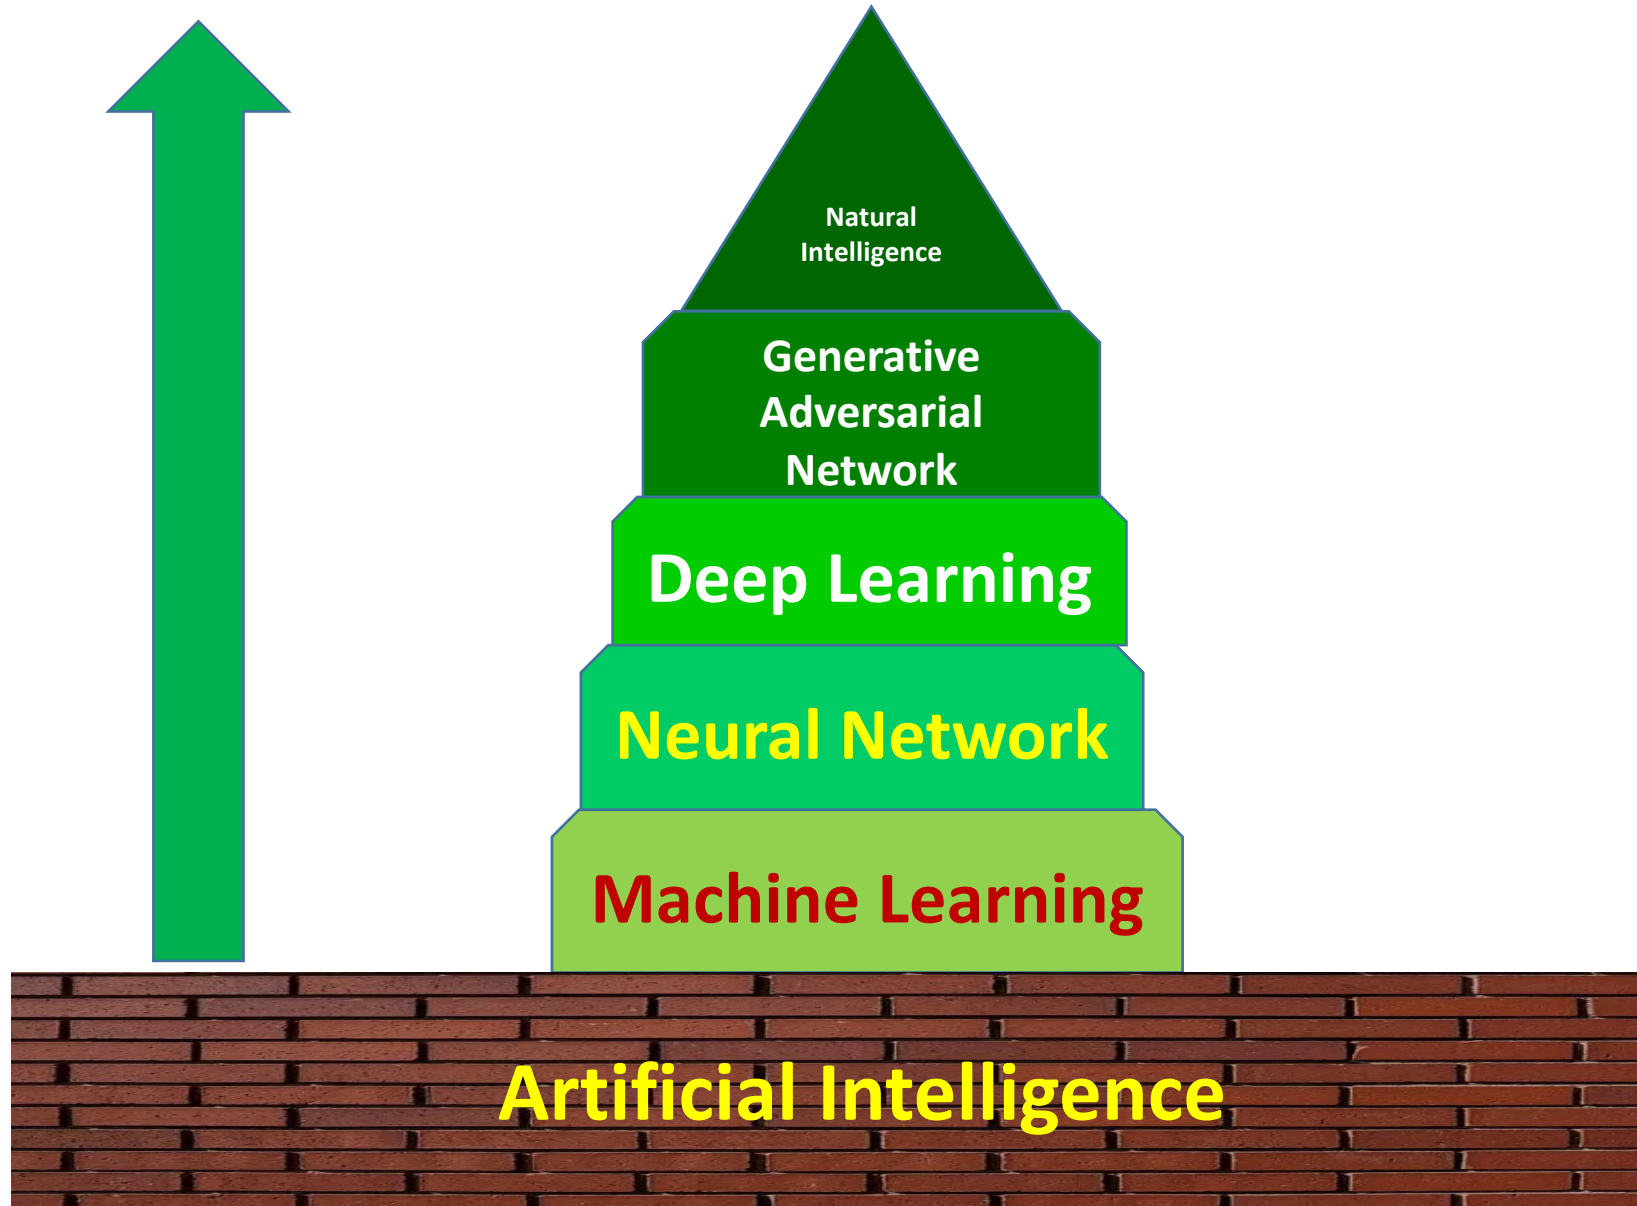 Natural
Intelligence
Generative
Adversarial
Network
Deep Learning
Neural Network
Machine Learning
Artificial Intelligence